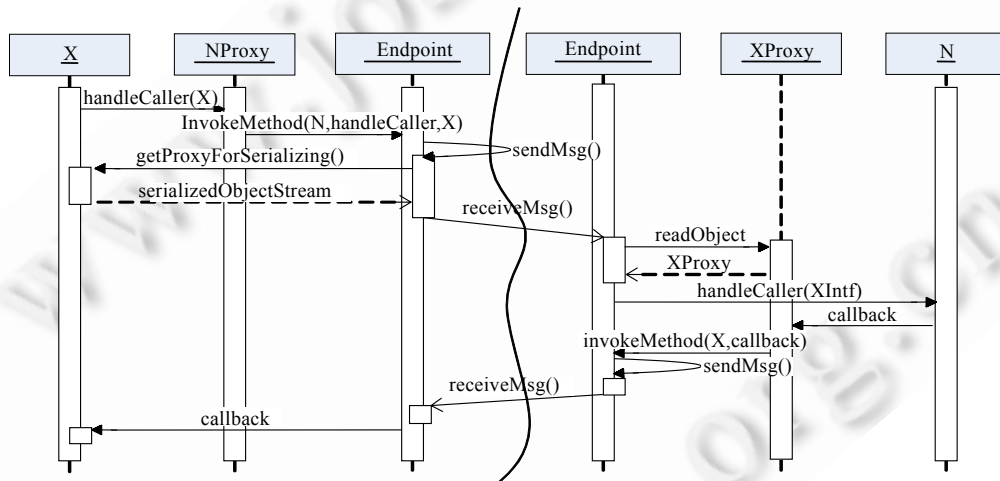 X
NProxy
Endpoint
Endpoint
XProxy
N
handleCaller(X)
InvokeMethod(N,handleCaller,X)
sendMsg()
getProxyForSerializing()
serializedObjectStream
receiveMsg()
readObject
XProxy
handleCaller(XIntf)
callback
invokeMethod(X,callback)
sendMsg()
receiveMsg()
callback